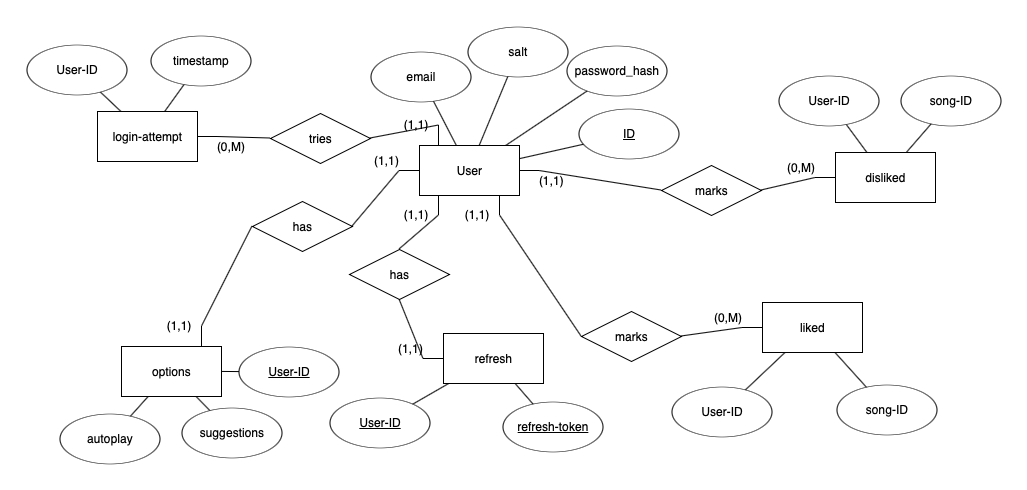 salt
timestamp
User-ID
email
password_hash
User-ID
song-ID
(1,1)
ID
login-attempt
tries
(0,M)
(1,1)
User
(1,1)
(0,M)
disliked
marks
(1,1)
(1,1)
has
has
(1,1)
(0,M)
liked
marks
(1,1)
refresh
options
User-ID
User-ID
song-ID
User-ID
refresh-token
autoplay
suggestions